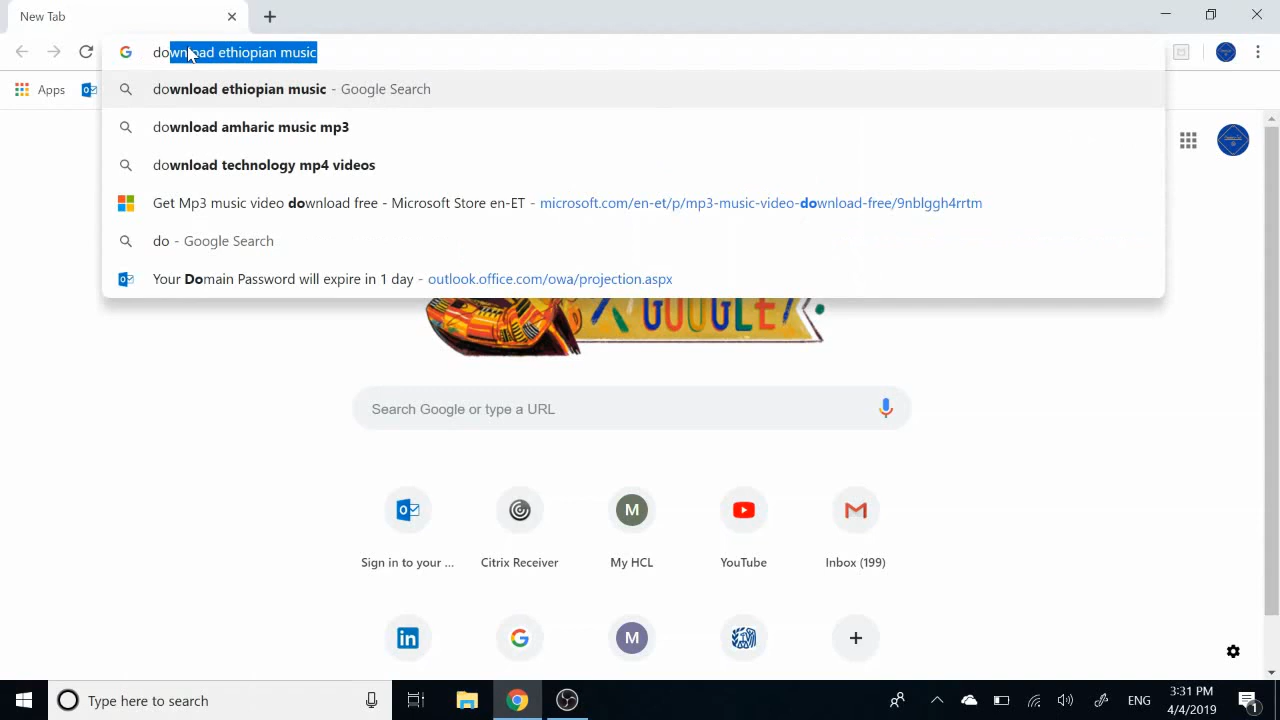 New Tab
download ethiopian music
Apps
download ethiopian music - Google Search
download amharic music mp3
download technology mp4 videos
Get Mp3 music video download free - Microsoft Store en-ET - microsoft.com/en-et/p/mp3-music-video-download-free/9nblggh4rrtm
do - Google Search
Your Domain Password will expire in 1 day - outlook.office.com/owa/projection.aspx
GOOGLE
Search Google or type a URL
M
Sign in to your ...
Citrix Receiver
My HCL
YouTube
Inbox (199)
in
M
Type here to search
ENG
3:31 PM
4/4/2019
1